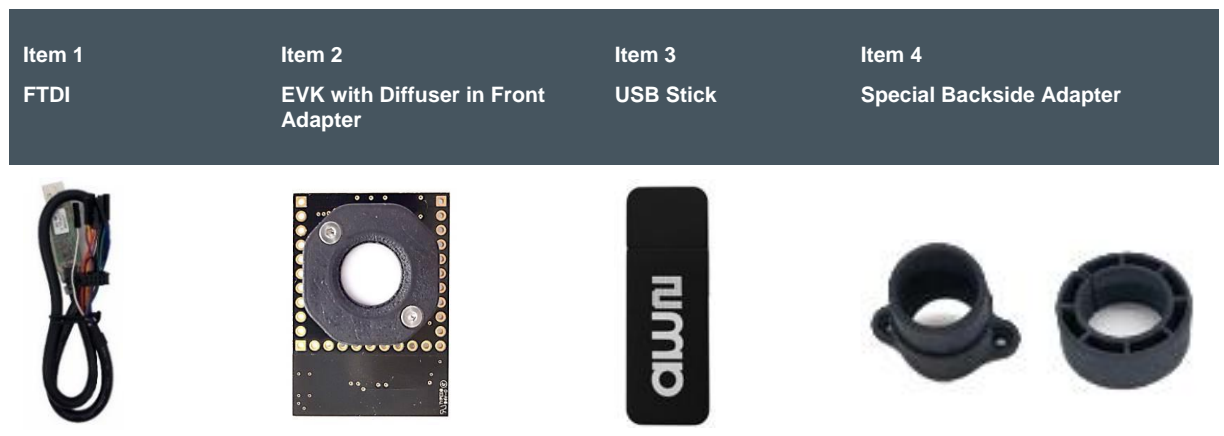 Item 1
Item 2
Item 3
Item 4
FTDI
EVK with Diffuser in Front
Adapter
USB Stick
Special Backside Adapter